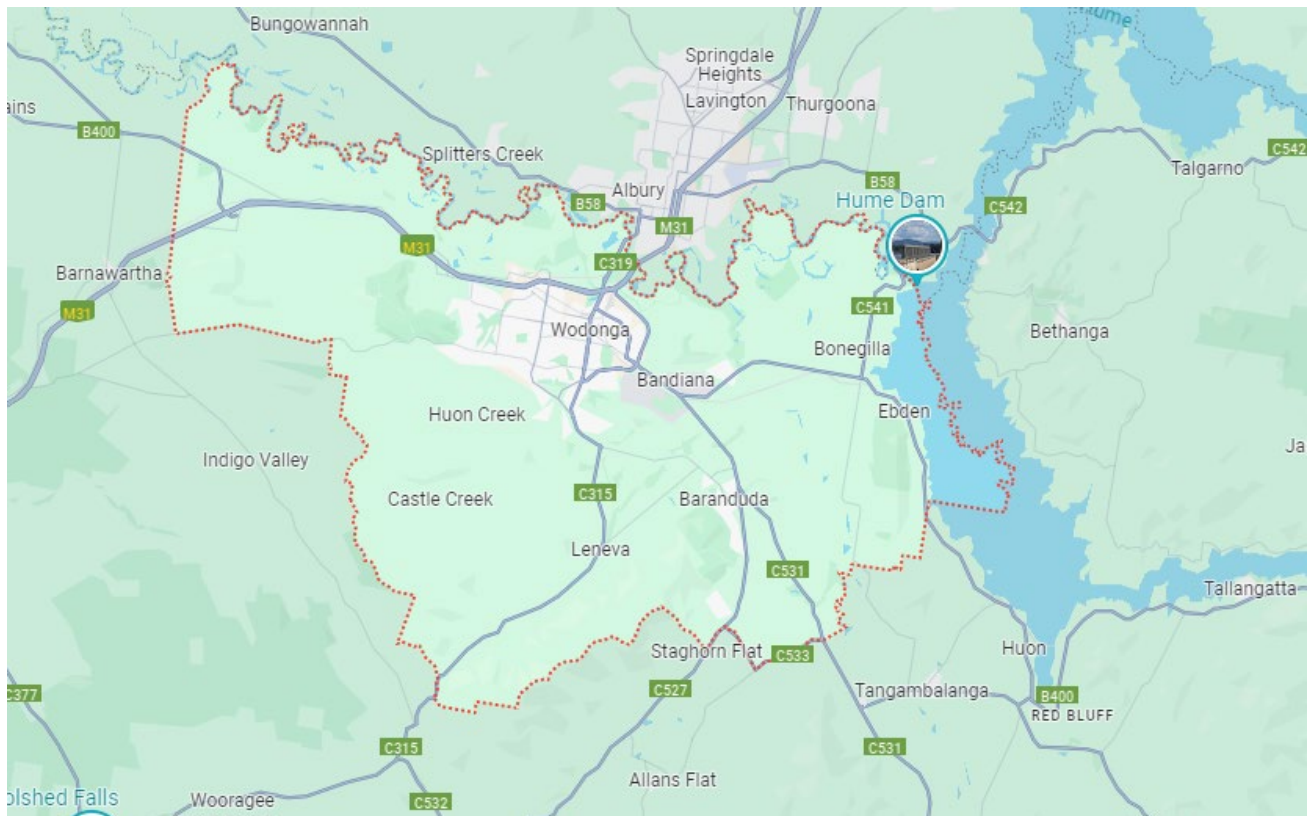 Bungowannah
ume
Springdale
Heights
Lavington
Thurgoona
ains
B400
Splitters Creek
C542
Talgarno
Albury
B58
Hume Dam
B58
C542
M31
M31
C319
Barnawartha
M31
C541
Wodonga
Bonegilla
Bethanga
Bandiana
Ebden
Huon Creek
Ja
Indigo Valley
Castle Creek
C315
Baranduda
Leneva
C531
Tallangatta
Staghorn Flat
C533
Huon
C377
C527
Tangambalanga
B400
RED BLUFF
C315
C531
Allans Flat
olshed Falls
Wooragee
C532